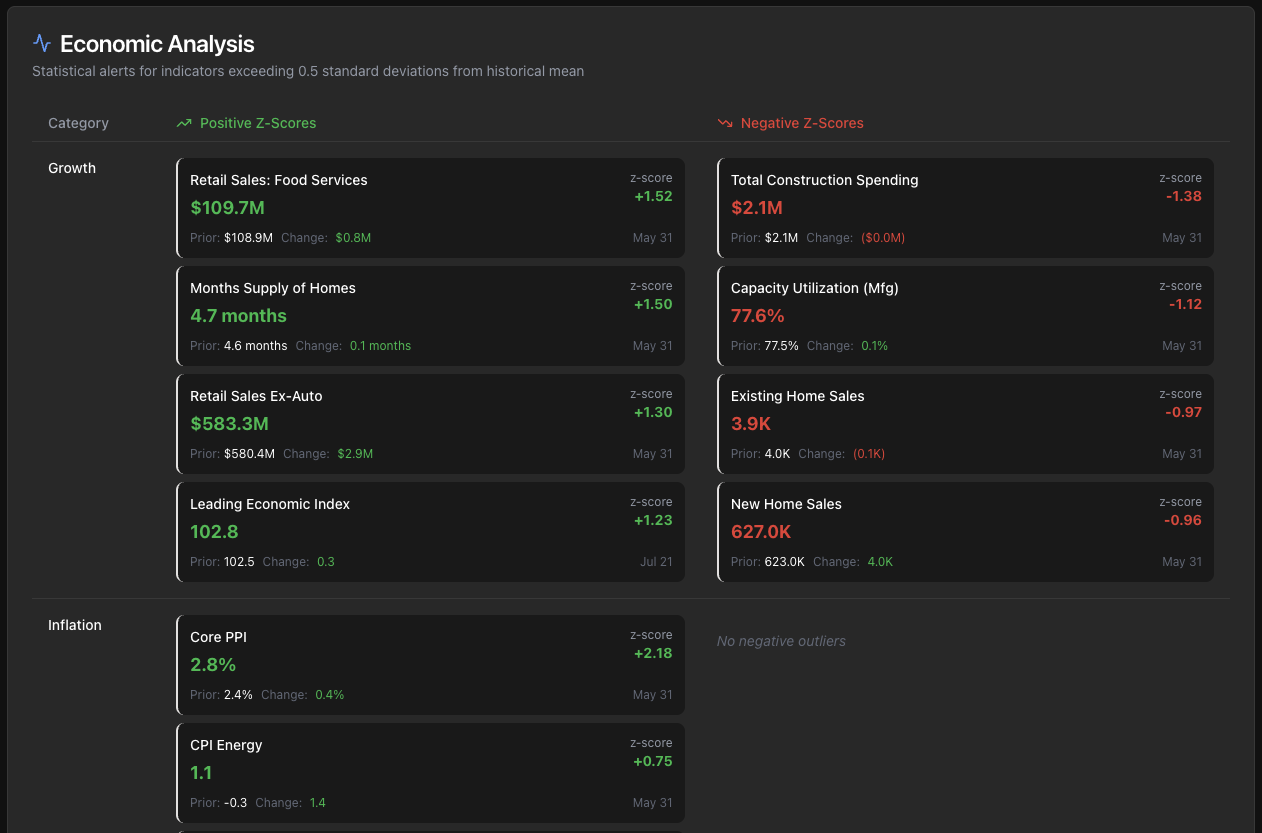 Economic Analysis
Statistical alerts for indicators exceeding 0.5 standard deviations from historical mean
Category
Positive Z-Scores
Negative Z-Scores
Growth
Retail Sales: Food Services
z-score
$109.7M
+1.52
Prior: $108.9M Change: $0.8M
May 31
Total Construction Spending
z-score
$2.1M
-1.38
Prior: $2.1M Change: ($0.0M)
May 31
Months Supply of Homes
z-score
4.7 months
+1.50
Prior: 4.6 months Change: 0.1 months
May 31
Capacity Utilization (Mfg)
z-score
77.6%
-1.12
Prior: 77.5% Change: 0.1%
May 31
Retail Sales Ex-Auto
z-score
$583.3M
+1.30
Prior: $580.4M Change: $2.9M
May 31
Existing Home Sales
z-score
3.9K
-0.97
Prior: 4.0K Change: (0.1K)
May 31
Leading Economic Index
z-score
102.8
+1.23
Prior: 102.5 Change: 0.3
Jul 21
New Home Sales
z-score
627.0K
-0.96
Prior: 623.0K Change: 4.0K
May 31
Inflation
Core PPI
z-score
2.8%
+2.18
Prior: 2.4% Change: 0.4%
May 31
No negative outliers
CPI Energy
z-score
1.1
+0.75
Prior: -0.3 Change: 1.4
May 31